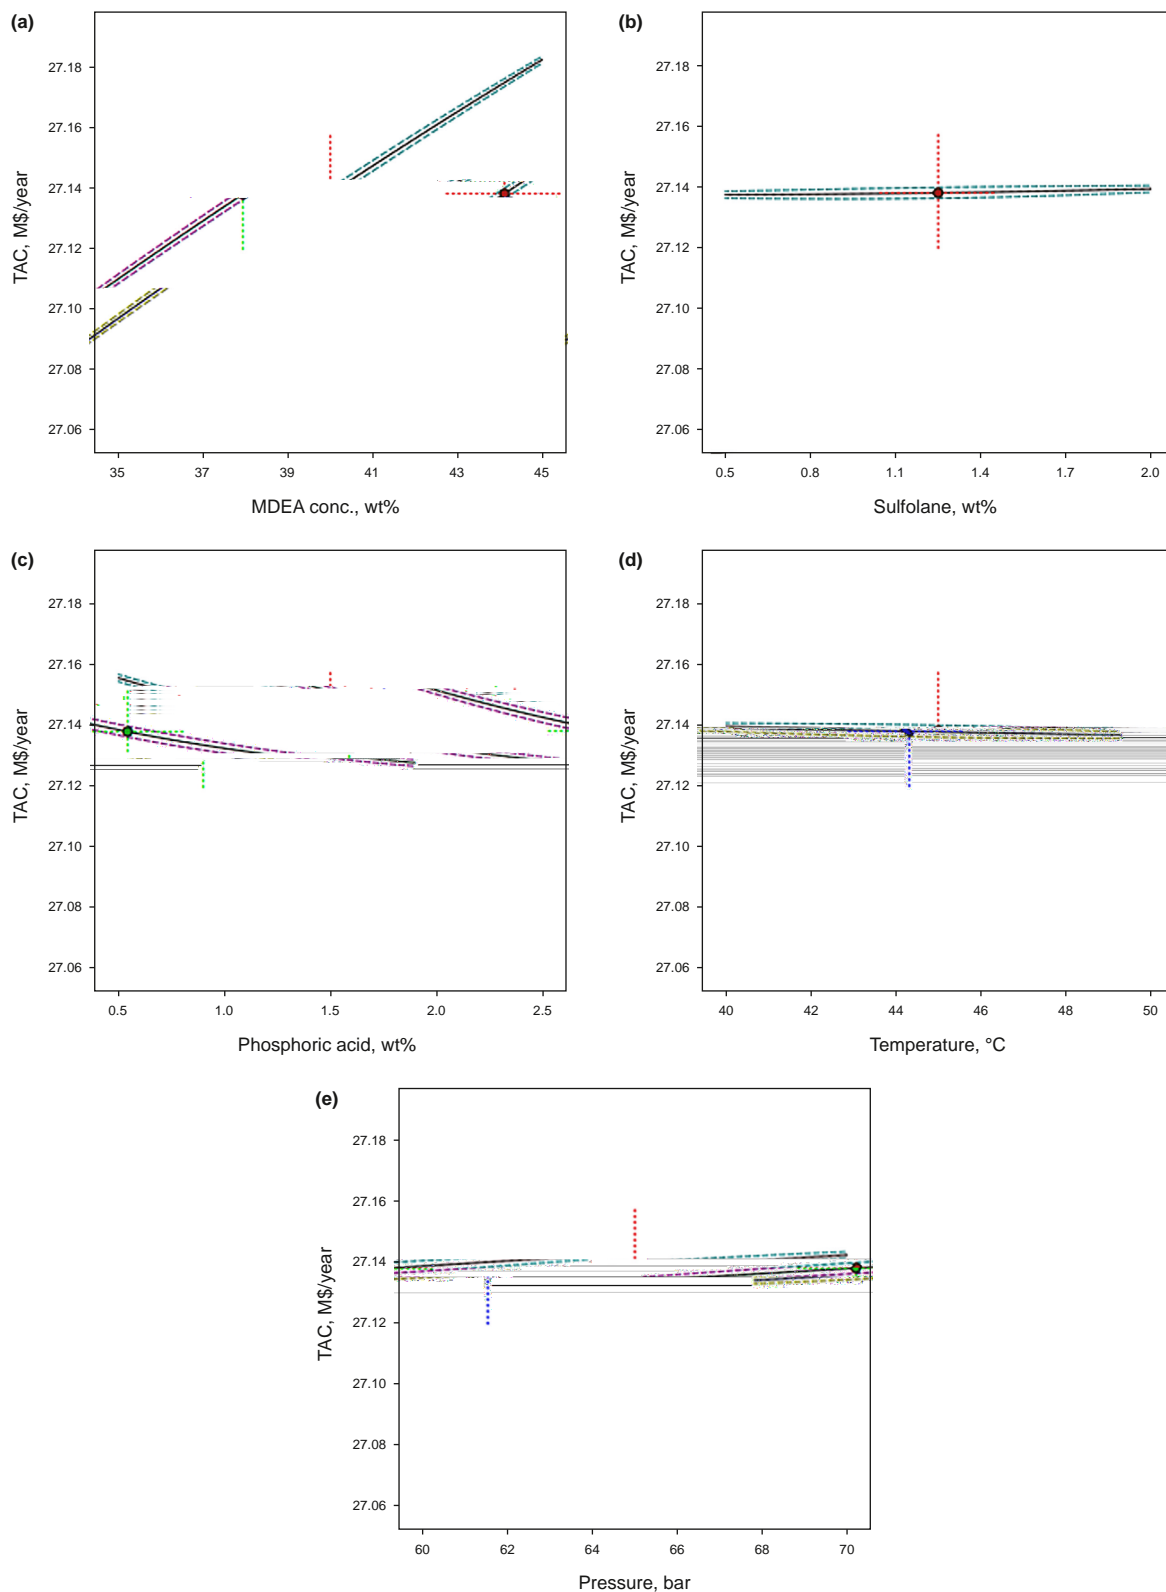 (a)
TAC, M$/year
27.18
27.16
27.14
27.12
27.10
27.08
27.06
35 37 39 41 43 45
MDEA conc., wt%
(b)
TAC, M$/year
27.18
27.16
27.14
27.12
27.10
27.08
27.06
0.5 0.8 1.1 1.4 1.7 2.0
Sulfolane, wt%
(c)
TAC, M$/year
27.18
27.16
27.14
27.12
27.10
27.08
27.06
0.5 1.0 1.5 2.0 2.5
Phosphoric acid, wt%
(d)
TAC, M$/year
27.18
27.16
27.14
27.12
27.10
27.08
27.06
40 42 44 46 48 50
Temperature, °C
(e)
TAC, M$/year
27.18
27.16
27.14
27.12
27.10
27.08
27.06
60 62 64 66 68 70
Pressure, bar